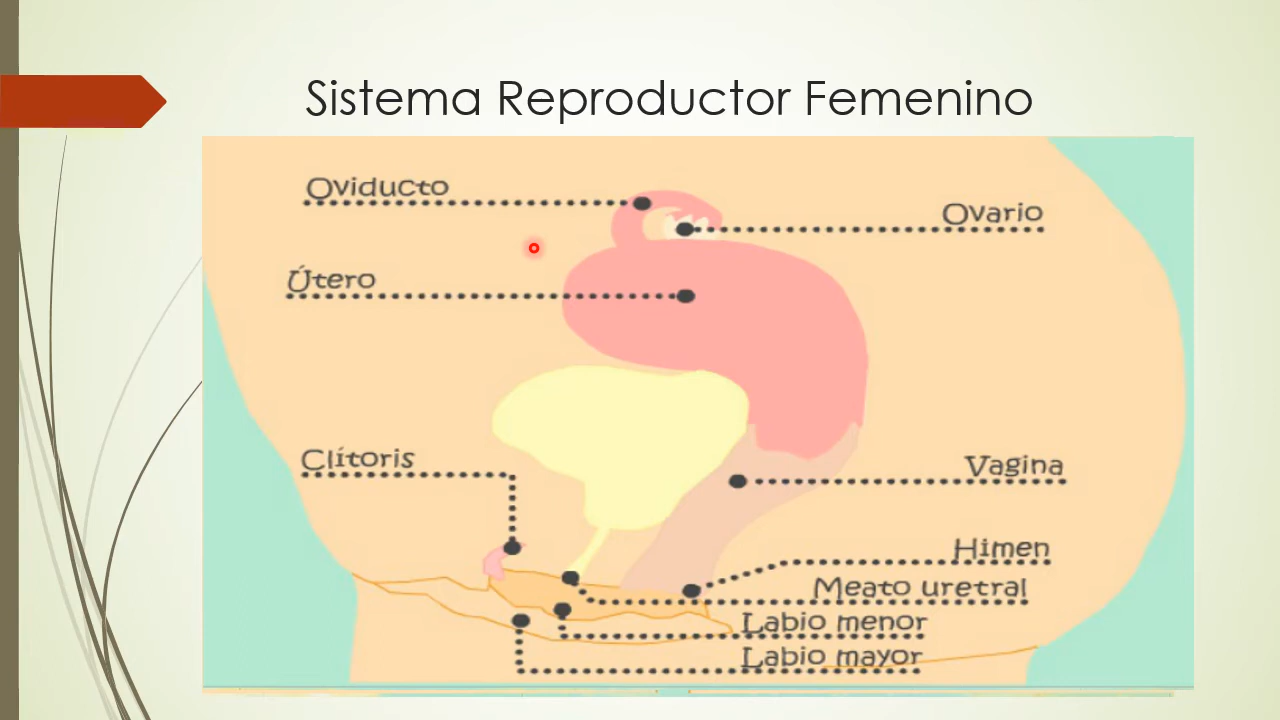 Sistema Reproductor Femenino
Oviducto
Ovario
Útero
Clítoris
Vagina
Himen
Meato uretral
Labio menor
Labio mayor